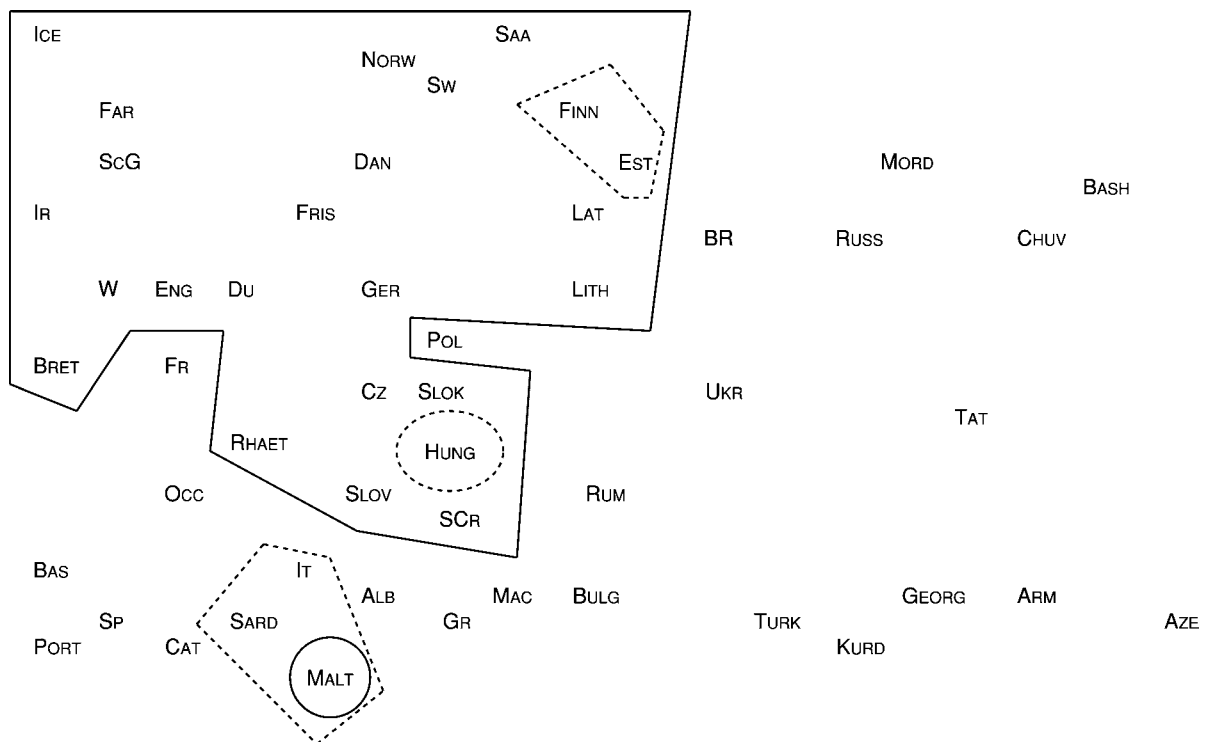 ICE SAA
NORW
SW
FAR FINN
SCG DAN EST MORD
BASH
IR FRIS LAT
BR RUSS CHUV
W ENG DU GER LITH
POL
BRET FR
CZ SLOK UKR
TAT
RHAET HUNG
OCC SLOV RUM
SCR
BAS IT
ALB MAC BULG GEORG ARM
SP SARD GR TURK AZE
PORT CAT KURD
MALT